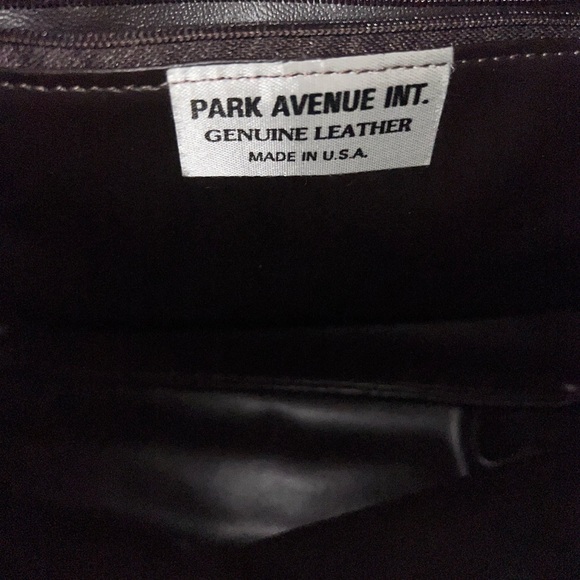 PARK AVENUE INT.
GENUINE LEATHER
MADE IN U.S.A.